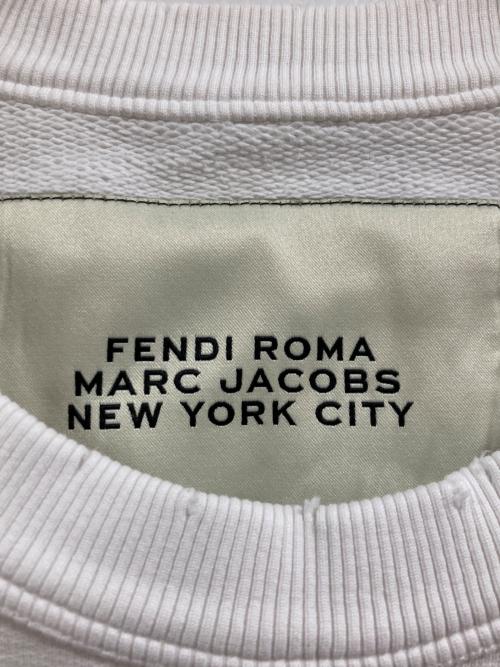 FENDI ROMA
MARC JACOBS
NEW YORK CITY